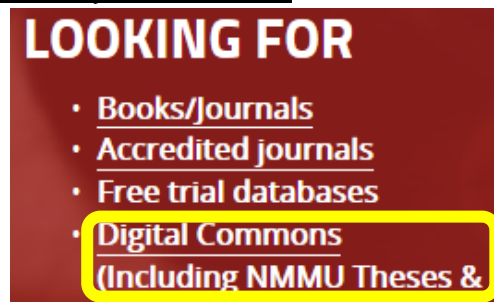 LOOKING FOR
• Books/Journals
• Accredited journals
• Free trial databases
• Digital Commons
(Including NMMU Theses &